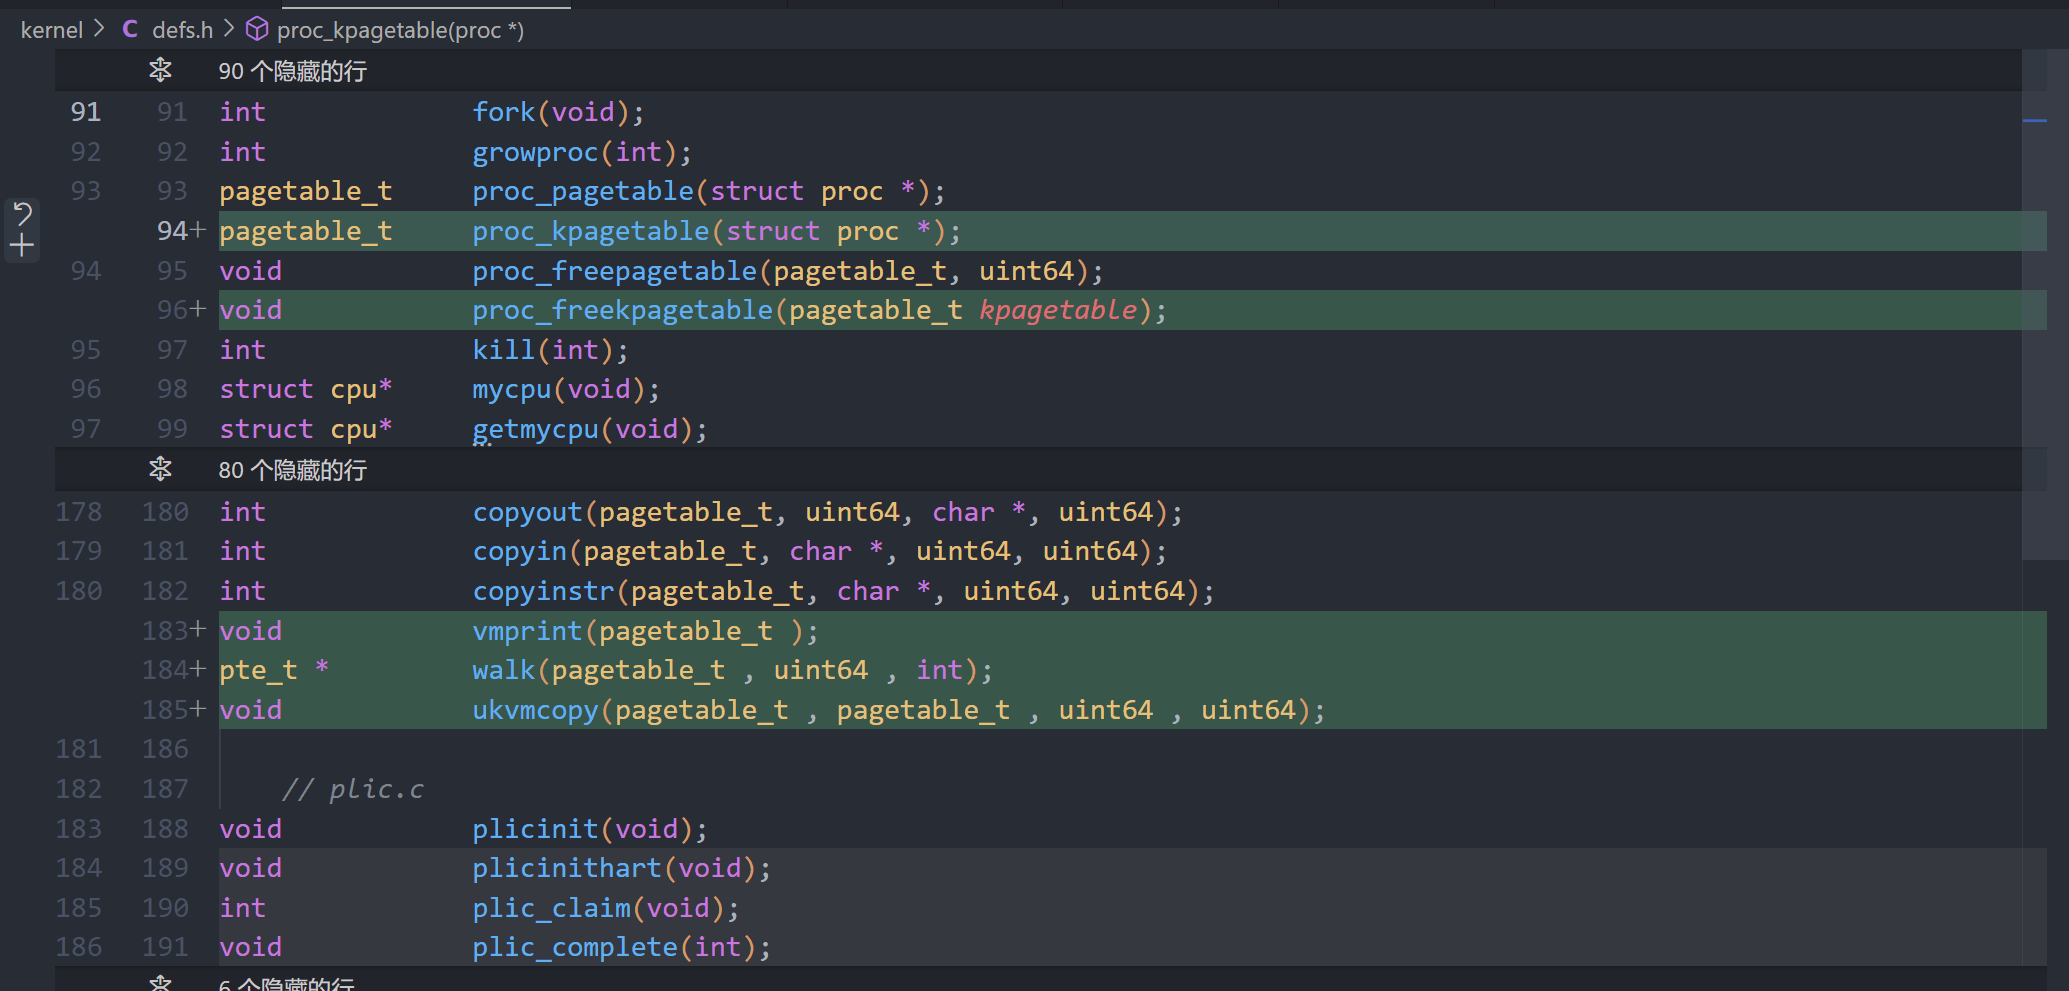 kernel > C defs.h > proc_kpagetable(proc *)
90 个隐藏的行
91 91 int fork(void);
92 92 int growproc(int);
93 93 pagetable_t proc_pagetable(struct proc *);
94+ pagetable_t proc_kpagetable(struct proc *);
94 95 void proc_freepagetable(pagetable_t, uint64);
96+ void proc_freekpagetable(pagetable_t kpagetable);
95 97 int kill(int);
96 98 struct cpu* mycpu(void);
97 99 struct cpu* getmycpu(void);
80 个隐藏的行
178 180 int copyout(pagetable_t, uint64, char *, uint64);
179 181 int copyin(pagetable_t, char *, uint64, uint64);
180 182 int copyinstr(pagetable_t, char *, uint64, uint64);
183+ void vmprint(pagetable_t );
184+ pte_t * walk(pagetable_t , uint64 , int);
185+ void ukvmcopy(pagetable_t , pagetable_t , uint64 , uint64);
181 186
182 187 // plic.c
183 188 void plicinit(void);
184 189 void plicinithart(void);
185 190 int plic_claim(void);
186 191 void plic_complete(int);
6 个隐藏的行